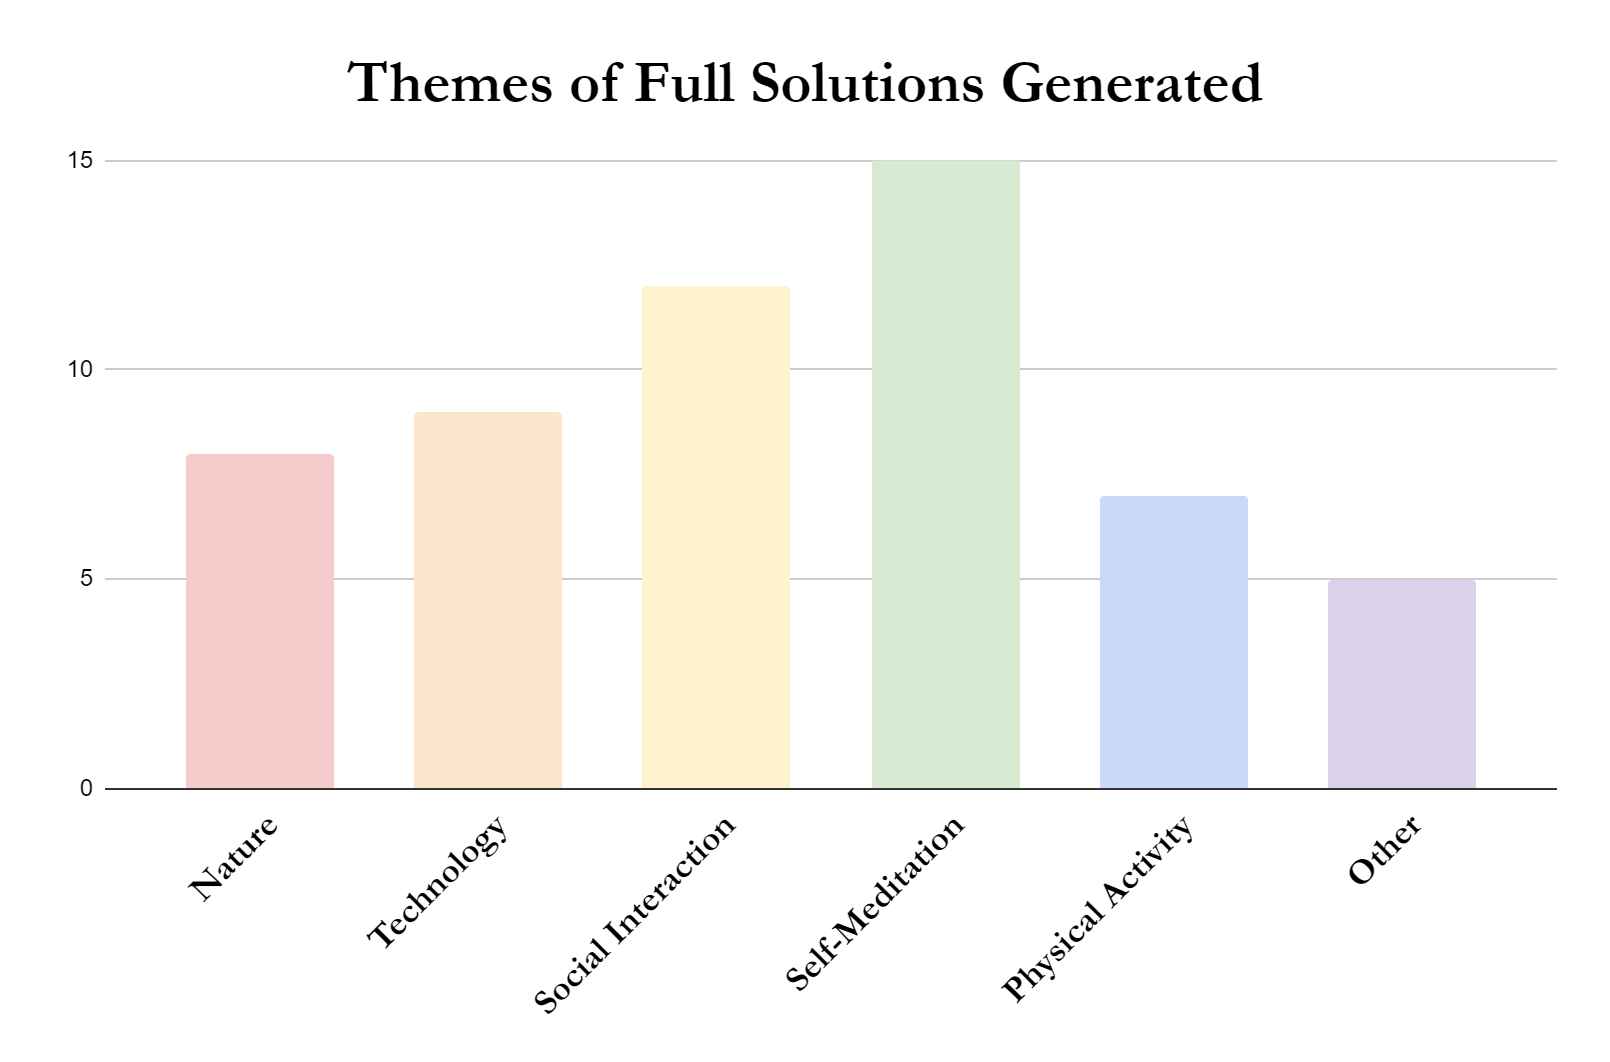 Themes of Full Solutions Generated
15
10
5
0
Nature
Technology
Social Interaction
Self-Meditation
Physical Activity
Other